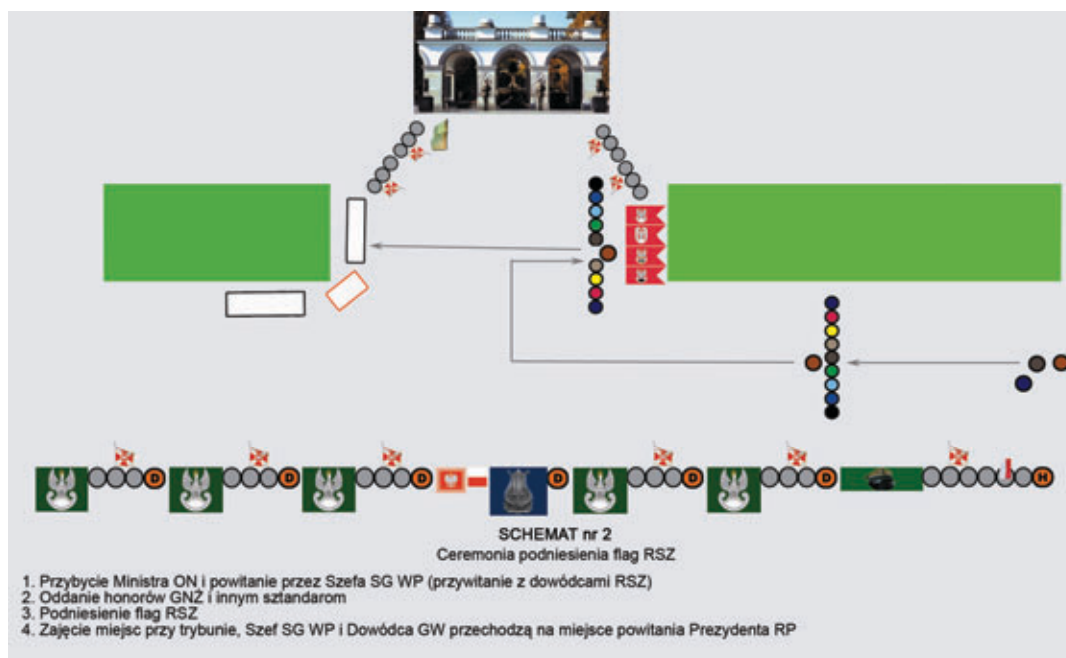 D
D
D
D
D
D
H
SCHEMAT nr 2
Ceremonia podniesienia flag RSZ
1. Przybycie Ministra ON i powitanie przez Szefa SG WP (przywitanie z dowódcami RSZ)
2. Oddanie honorów GNŻ i innym sztandarom
3. Podniesienie flag RSZ
4. Zajęcie miejsc przy trybunie, Szef SG WP i Dowódca GW przechodzą na miejsce powitania Prezydenta RP